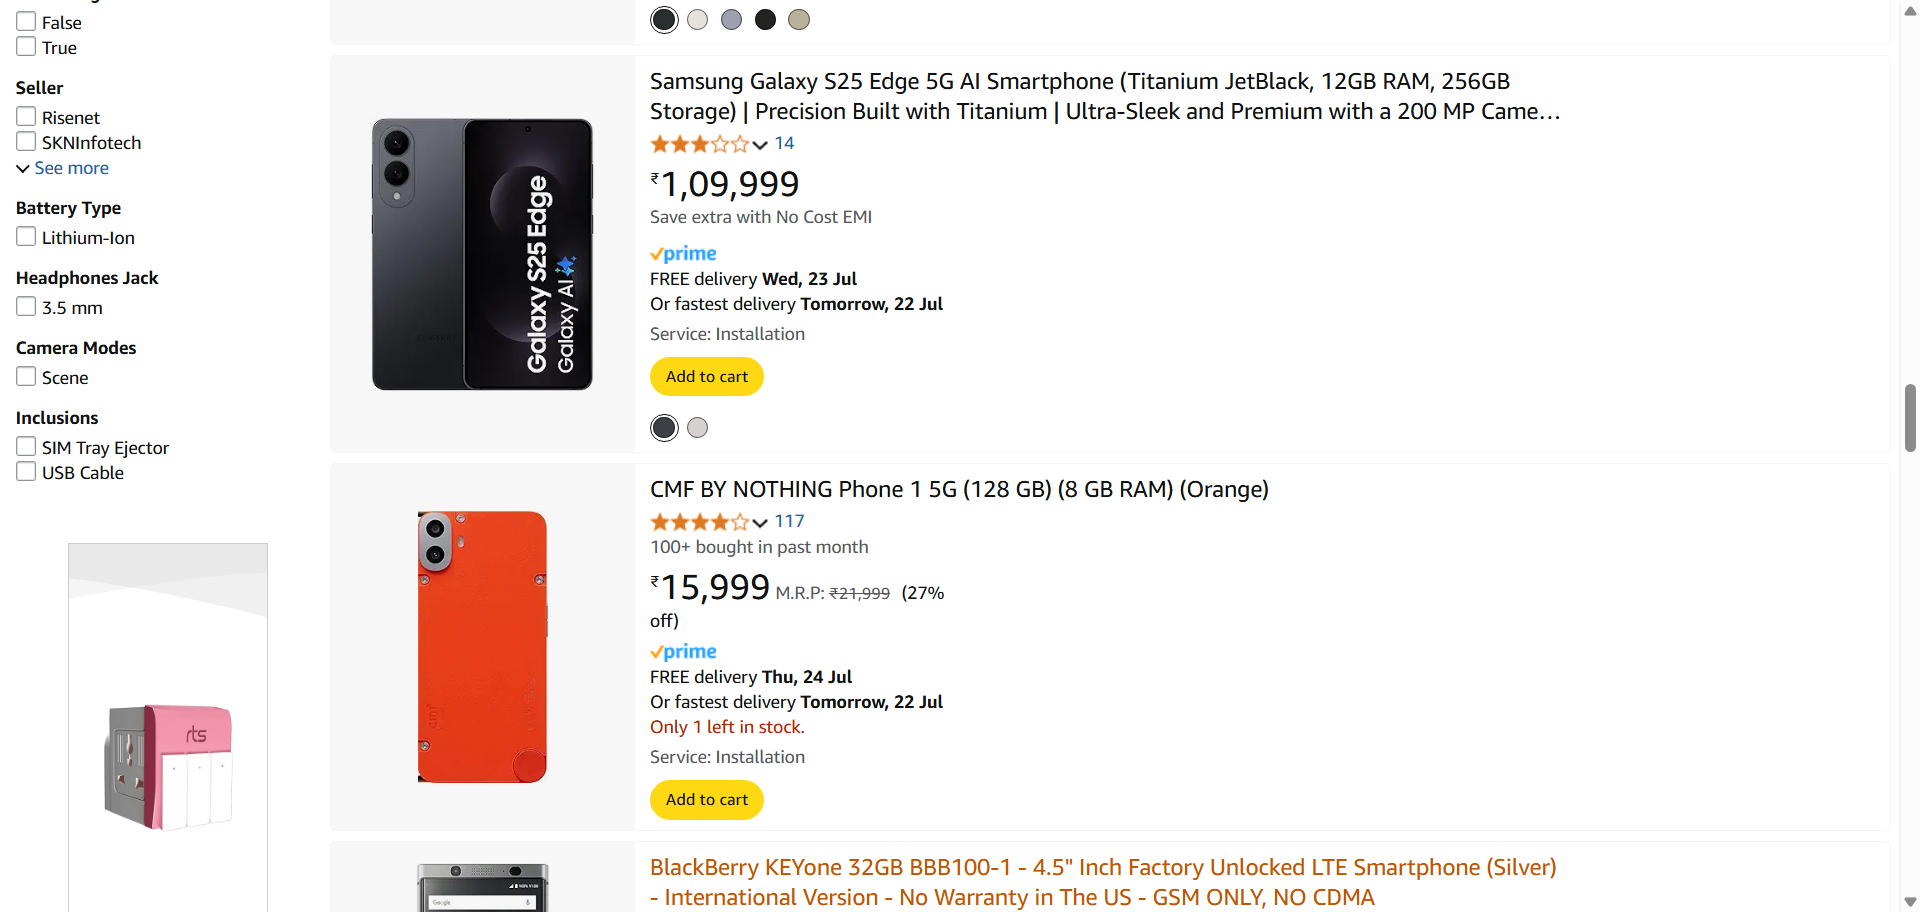 False
True
Seller
Risenet
SKNInfotech
See more
Battery Type
Lithium-Ion
Headphones Jack
3.5 mm
Camera Modes
Scene
Inclusions
SIM Tray Ejector
USB Cable
rts
Galaxy S25 Edge
Galaxy AI
Samsung Galaxy S25 Edge 5G AI Smartphone (Titanium JetBlack, 12GB RAM, 256GB
Storage) | Precision Built with Titanium | Ultra-Sleek and Premium with a 200 MP Came…
14
₹1,09,999
Save extra with No Cost EMI
prime
FREE delivery Wed, 23 Jul
Or fastest delivery Tomorrow, 22 Jul
Service: Installation
Add to cart
CMF BY NOTHING Phone 1 5G (128 GB) (8 GB RAM) (Orange)
117
100+ bought in past month
₹15,999 M.R.P: ₹21,999 (27%
off)
prime
FREE delivery Thu, 24 Jul
Or fastest delivery Tomorrow, 22 Jul
Only 1 left in stock.
Service: Installation
Add to cart
Google
BlackBerry KEYone 32GB BBB100-1 - 4.5" Inch Factory Unlocked LTE Smartphone (Silver)
- International Version - No Warranty in The US - GSM ONLY, NO CDMA